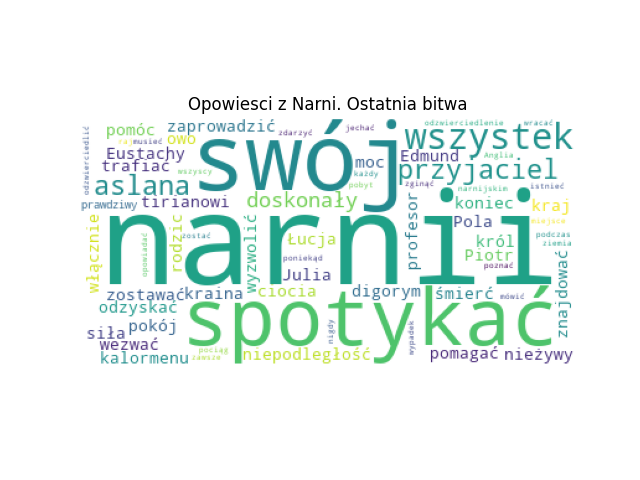 Opowiesci z Narni. Ostatnia bitwa
odzwierciedlić
pomóc
zaprowadzić
raj
musieć
owo
zdarzyć
jechać
odzwierciedlenie
wracać
wszystek
swój
Eustachy
trafiać
wszyscy
moc
Edmund
Anglia
każdy
przyjaciel
aslana
pobyt
zginąć
narnijskim
istnieć
prawdziwy
tirianowi
doskonały
koniec
kraj
narnii
włącznie
opowiadać
rodzic
zostać
wyzwolić
Łucja
poniekąd
profesor
Pola
miejsce
podczas
ziemia
król
Piotr
poznać
znajdować
Julia
zostawać
kraina
ciocia
digorym
śmierć
mówić
odzyskać
spotykać
siła
pokój
wezwać
nigdy
wypadek
kalormenu
pociąg
zawsze
niepodległość
pomagać
nieżywy